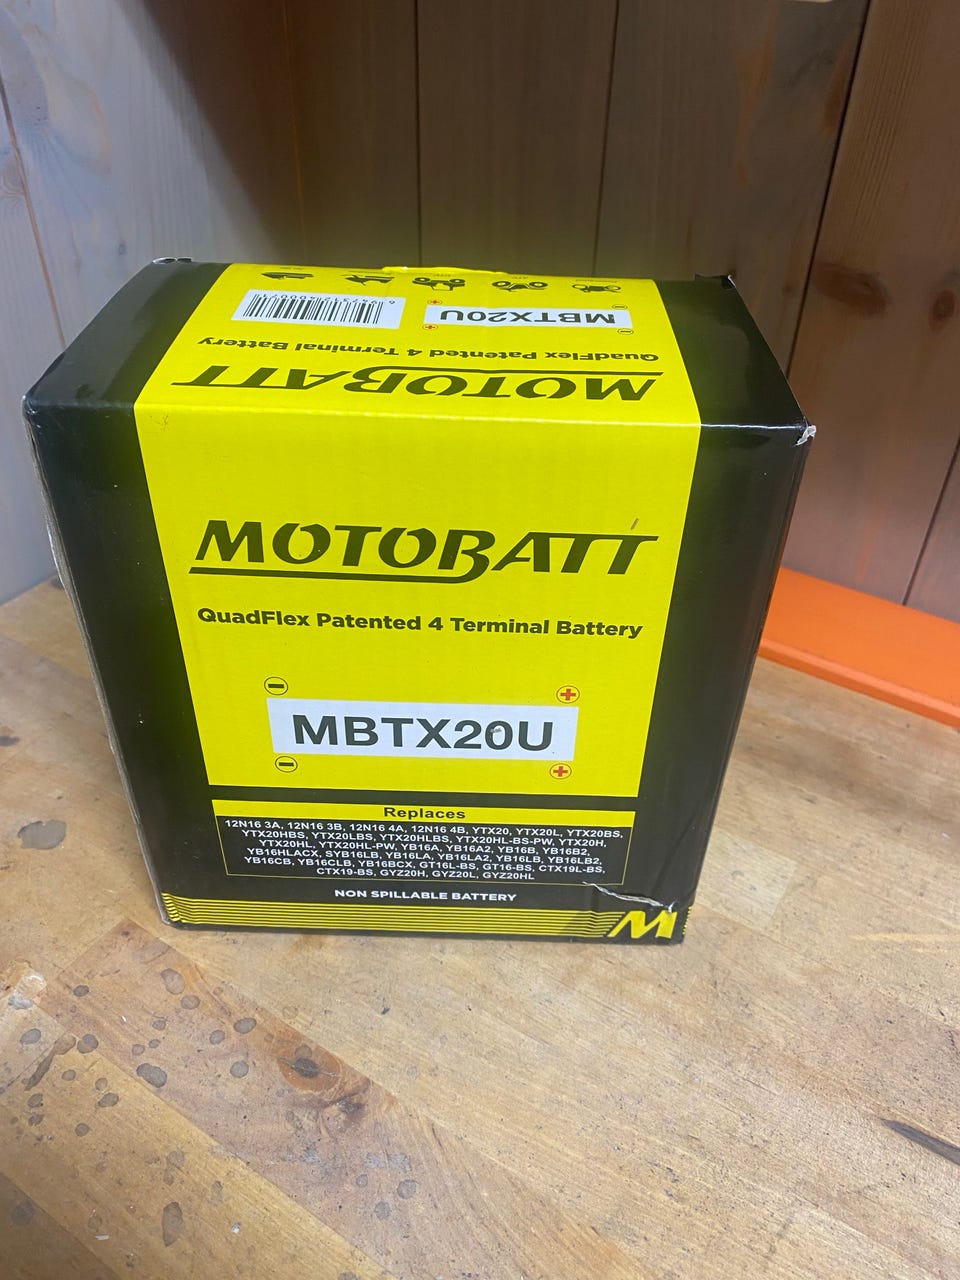 MBTX20U
QuadFlex Patented 4 Terminal Battery
MOTOBATT
MOTOBATT
QuadFlex Patented 4 Terminal Battery
MBTX20U
Replaces
12N16 3A, 12N16 3B, 12N16 4A, 12N16 4B, YTX20, YTX20L, YTX20BS,
YTX20HBS, YTX20LBS, YTX20HLBS, YTX20HL-BS-PW, YTX20H,
YTX20HL, YTX20HL-PW, YB16A, YB16A2, YB16B, YB16B2,
YB16HLACX, SYB16LB, YB16LA, YB16LA2, YB16LB, YB16LB2,
YB16CB, YB16CLB, YB16BCX, GT16L-BS, GT16-BS, CTX19L-BS,
CTX19-BS, GYZ20H, GYZ20L, GYZ20HL
NON SPILLABLE BATTERY
M